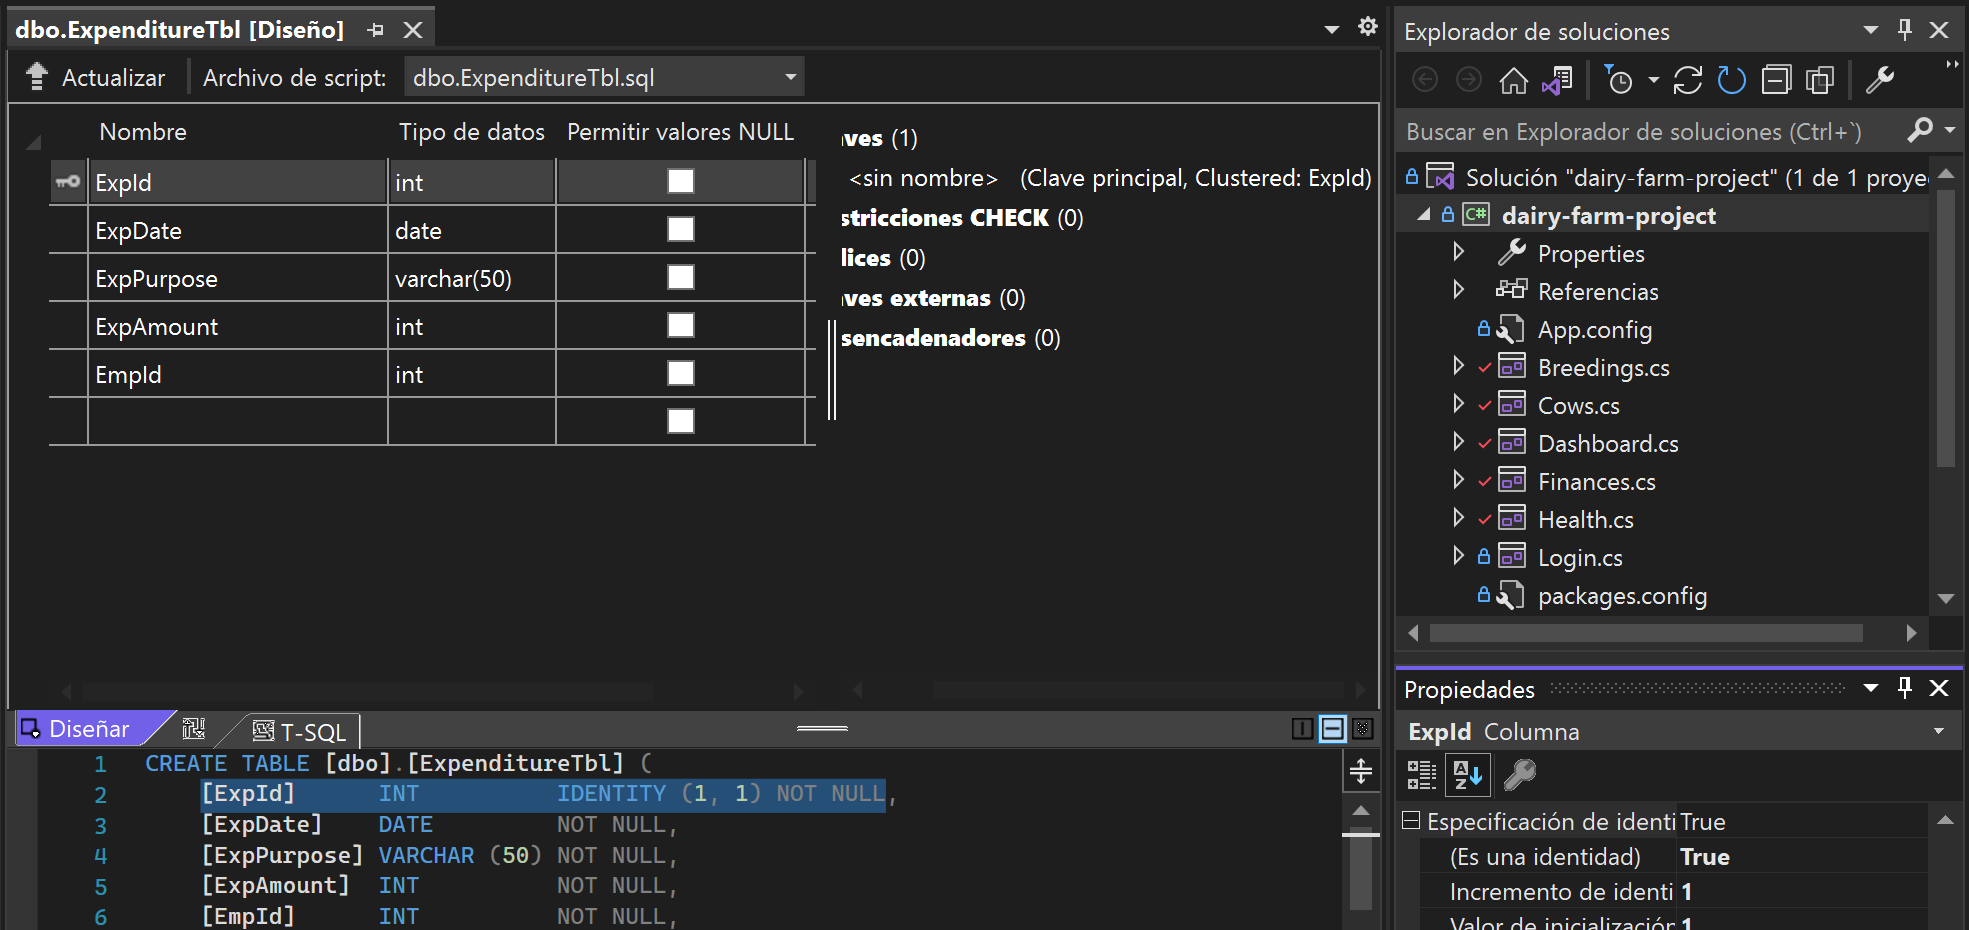 dbo.ExpenditureTbl [Diseño]
Actualizar
Archivo de script:
dbo.ExpenditureTbl.sql
Nombre
Tipo de datos
Permitir valores NULL
ExpId
int
ExpDate
date
ExpPurpose
varchar(50)
ExpAmount
int
EmpId
int
aves (1)
<sin nombre> (Clave principal, Clustered: ExpId)
stricciones CHECK (0)
dices (0)
aves externas (0)
sencadenadores (0)
Diseñar
T-SQL
1 CREATE TABLE [dbo].[ExpenditureTbl] (
2 [ExpId] INT IDENTITY (1, 1) NOT NULL,
3 [ExpDate] DATE NOT NULL,
4 [ExpPurpose] VARCHAR (50) NOT NULL,
5 [ExpAmount] INT NOT NULL,
6 [EmpId] INT NOT NULL,
Explorador de soluciones
Buscar en Explorador de soluciones (Ctrl+`)
Solución "dairy-farm-project" (1 de 1 proye
C# dairy-farm-project
Properties
Referencias
App.config
Breedings.cs
Cows.cs
Dashboard.cs
Finances.cs
Health.cs
Login.cs
packages.config
Propiedades
ExpId Columna
Especificación de identi True
(Es una identidad) True
Incremento de identi 1
Valor de inicialización 1